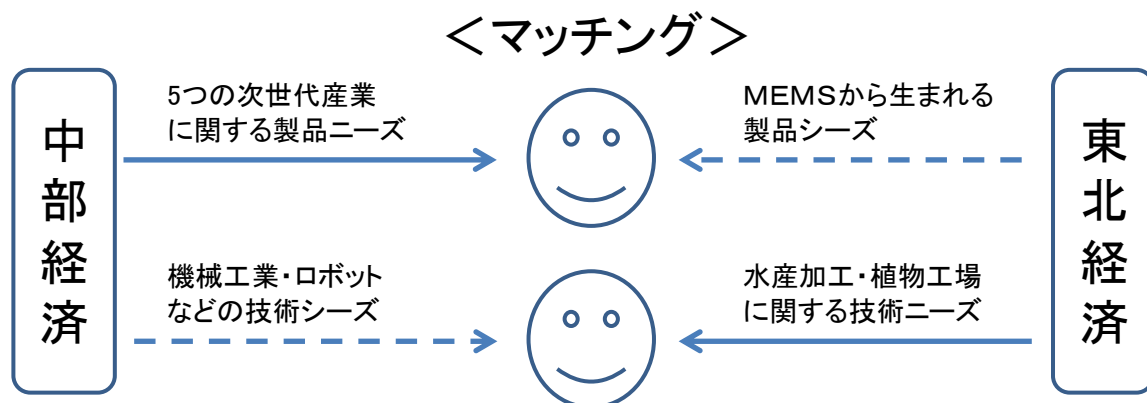 ＜マッチング＞
中部経済
5つの次世代産業
に関する製品ニーズ
MEMSから生まれる
製品シーズ
東北経済
機械工業・ロボット
などの技術シーズ
水産加工・植物工場
に関する技術ニーズ